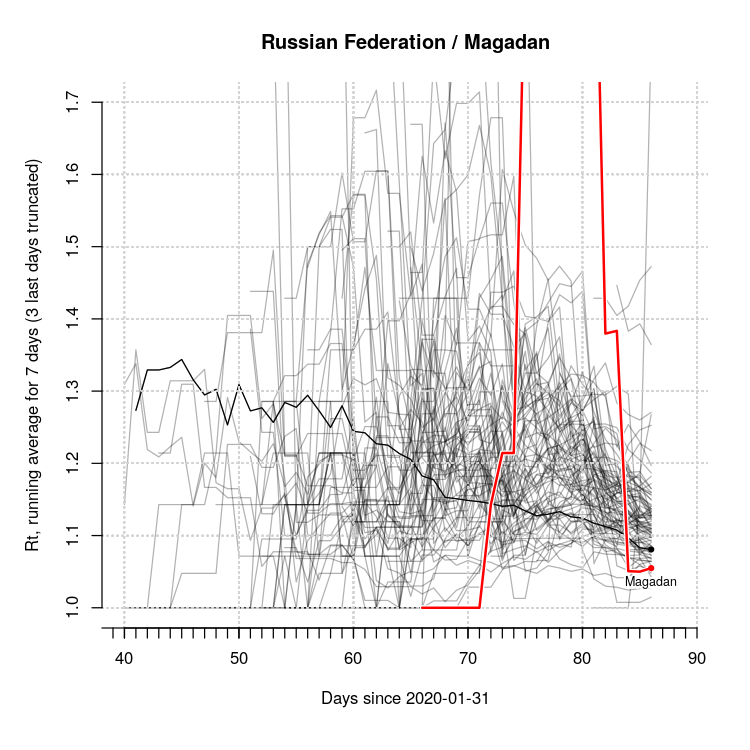 Russian Federation / Magadan
Rt, running average for 7 days (3 last days truncated)
1.7
1.6
1.5
1.4
1.3
1.2
1.1
1.0
Magadan
40 50 60 70 80 90
Days since 2020-01-31